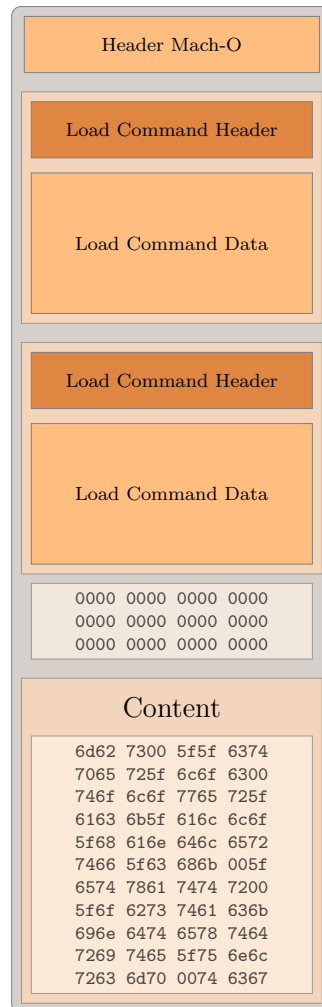 Header Mach-O
Load Command Header
Load Command Data
Load Command Header
Load Command Data
0000 0000 0000 0000
0000 0000 0000 0000
0000 0000 0000 0000
Content
6d62 7300 5f5f 6374
7065 725f 6c6f 6300
746f 6c6f 7765 725f
6163 6b5f 616c 6c6f
5f68 616e 646c 6572
7466 5f63 686b 005f
6574 7861 7474 7200
5f6f 6273 7461 636b
696e 6474 6578 7464
7269 7465 5f75 6e6c
7263 6d70 0074 6367